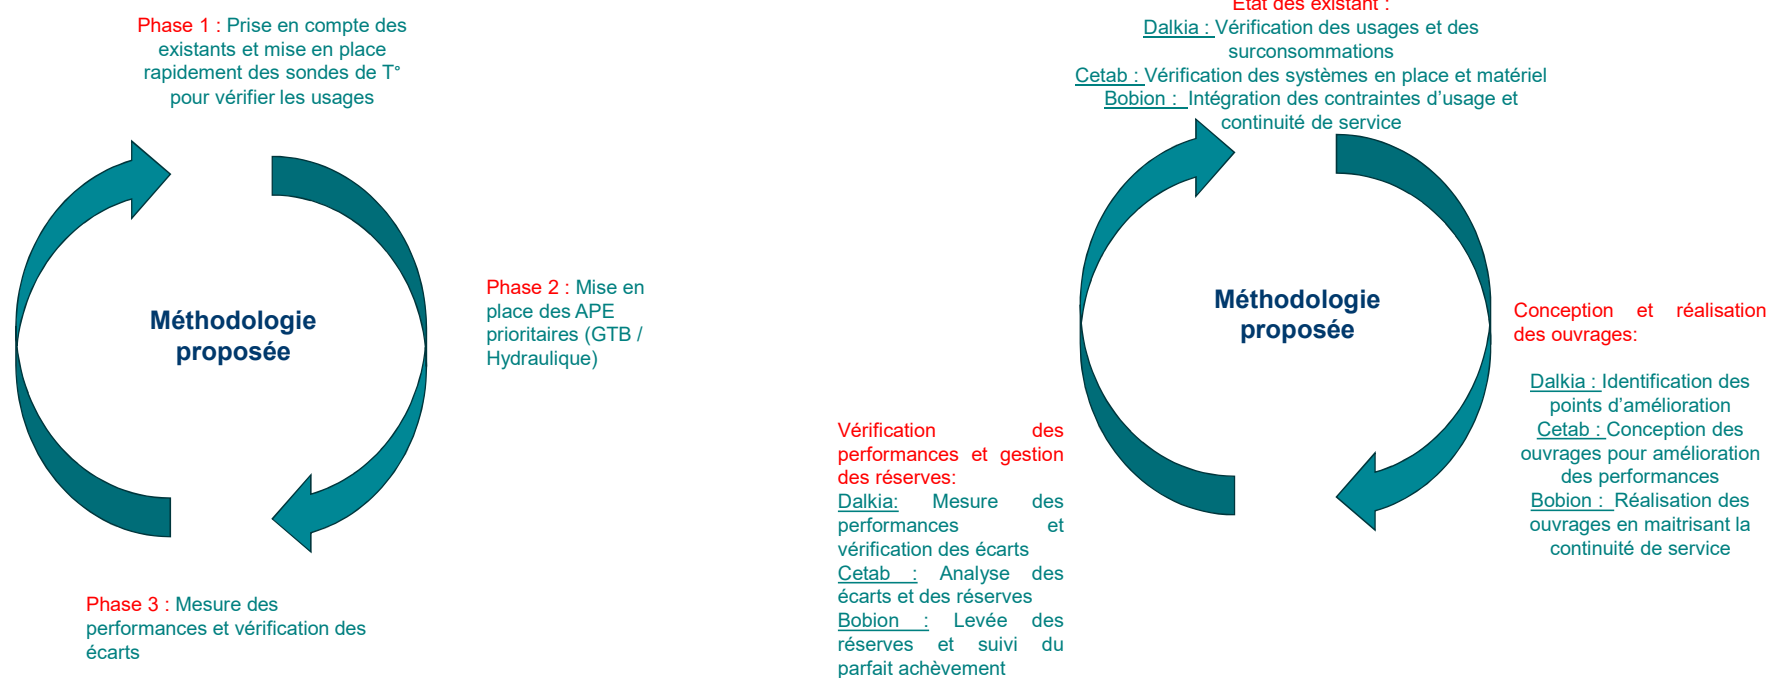 Phase 1 : Prise en compte des
existants et mise en place
rapidement des sondes de T°
pour vérifier les usages
Méthodologie
proposée
Phase 2 : Mise en
place des APE
prioritaires (GTB /
Hydraulique)
Phase 3 : Mesure des
performances et vérification des
écarts
Etat des existant :
Dalkia : Vérification des usages et des
surconsommations
Cetab : Vérification des systèmes en place et matériel
Bobion : Intégration des contraintes d’usage et
continuité de service
Méthodologie
proposée
Conception et réalisation
des ouvrages:
Dalkia : Identification des
points d’amélioration
Cetab : Conception des
ouvrages pour amélioration
des performances
Bobion : Réalisation des
ouvrages en maitrisant la
continuité de service
Vérification des
performances et gestion
des réserves:
Dalkia: Mesure des
performances et
vérification des écarts
Cetab : Analyse des
écarts et des réserves
Bobion : Levée des
réserves et suivi du
parfait achèvement